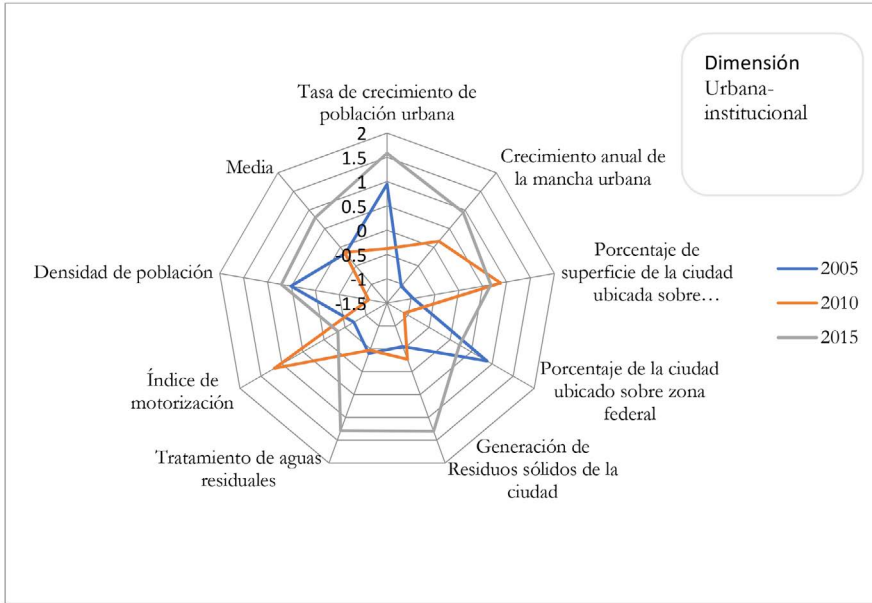 Dimensión
Urbana-
institucional
Tasa de crecimiento de
población urbana
Crecimiento anual de
la mancha urbana
Porcentaje de
superficie de la ciudad
ubicada sobre…
Porcentaje de la ciudad
ubicado sobre zona
federal
Generación de
Residuos sólidos de la
ciudad
Tratamiento de aguas
residuales
Índice de
motorización
Densidad de población
Media
2
1.5
1
0.5
0
-0.5
-1
-1.5
2005
2010
2015